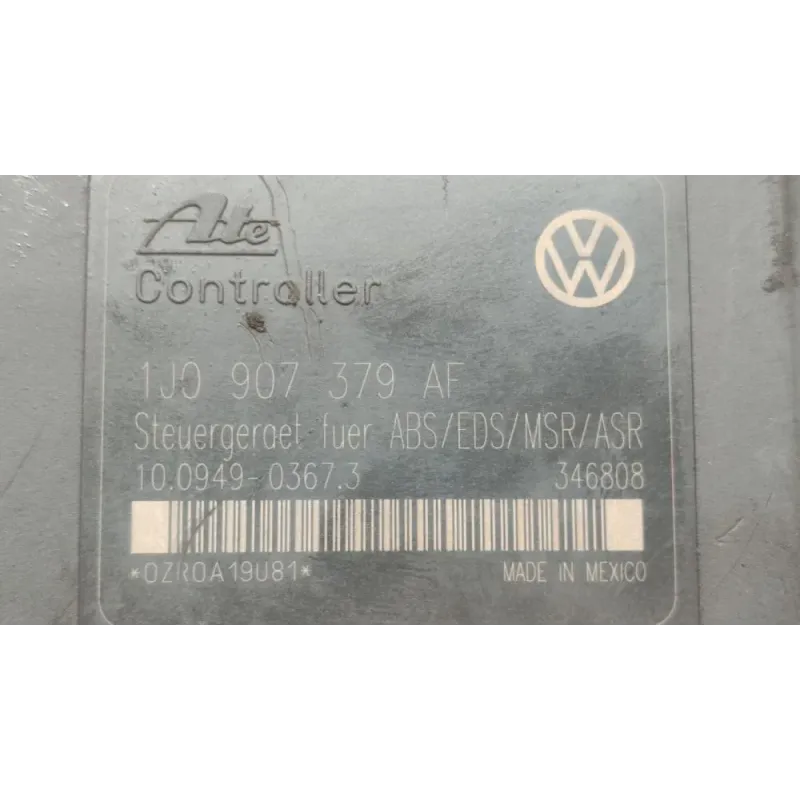 Ate
Controller
1J0 907 379 AF
Steuergeraet fuer ABS/EDS/MSR/ASR
10.0949-0367.3 346808
*0ZR0A19U81*
MADE IN MEXICO